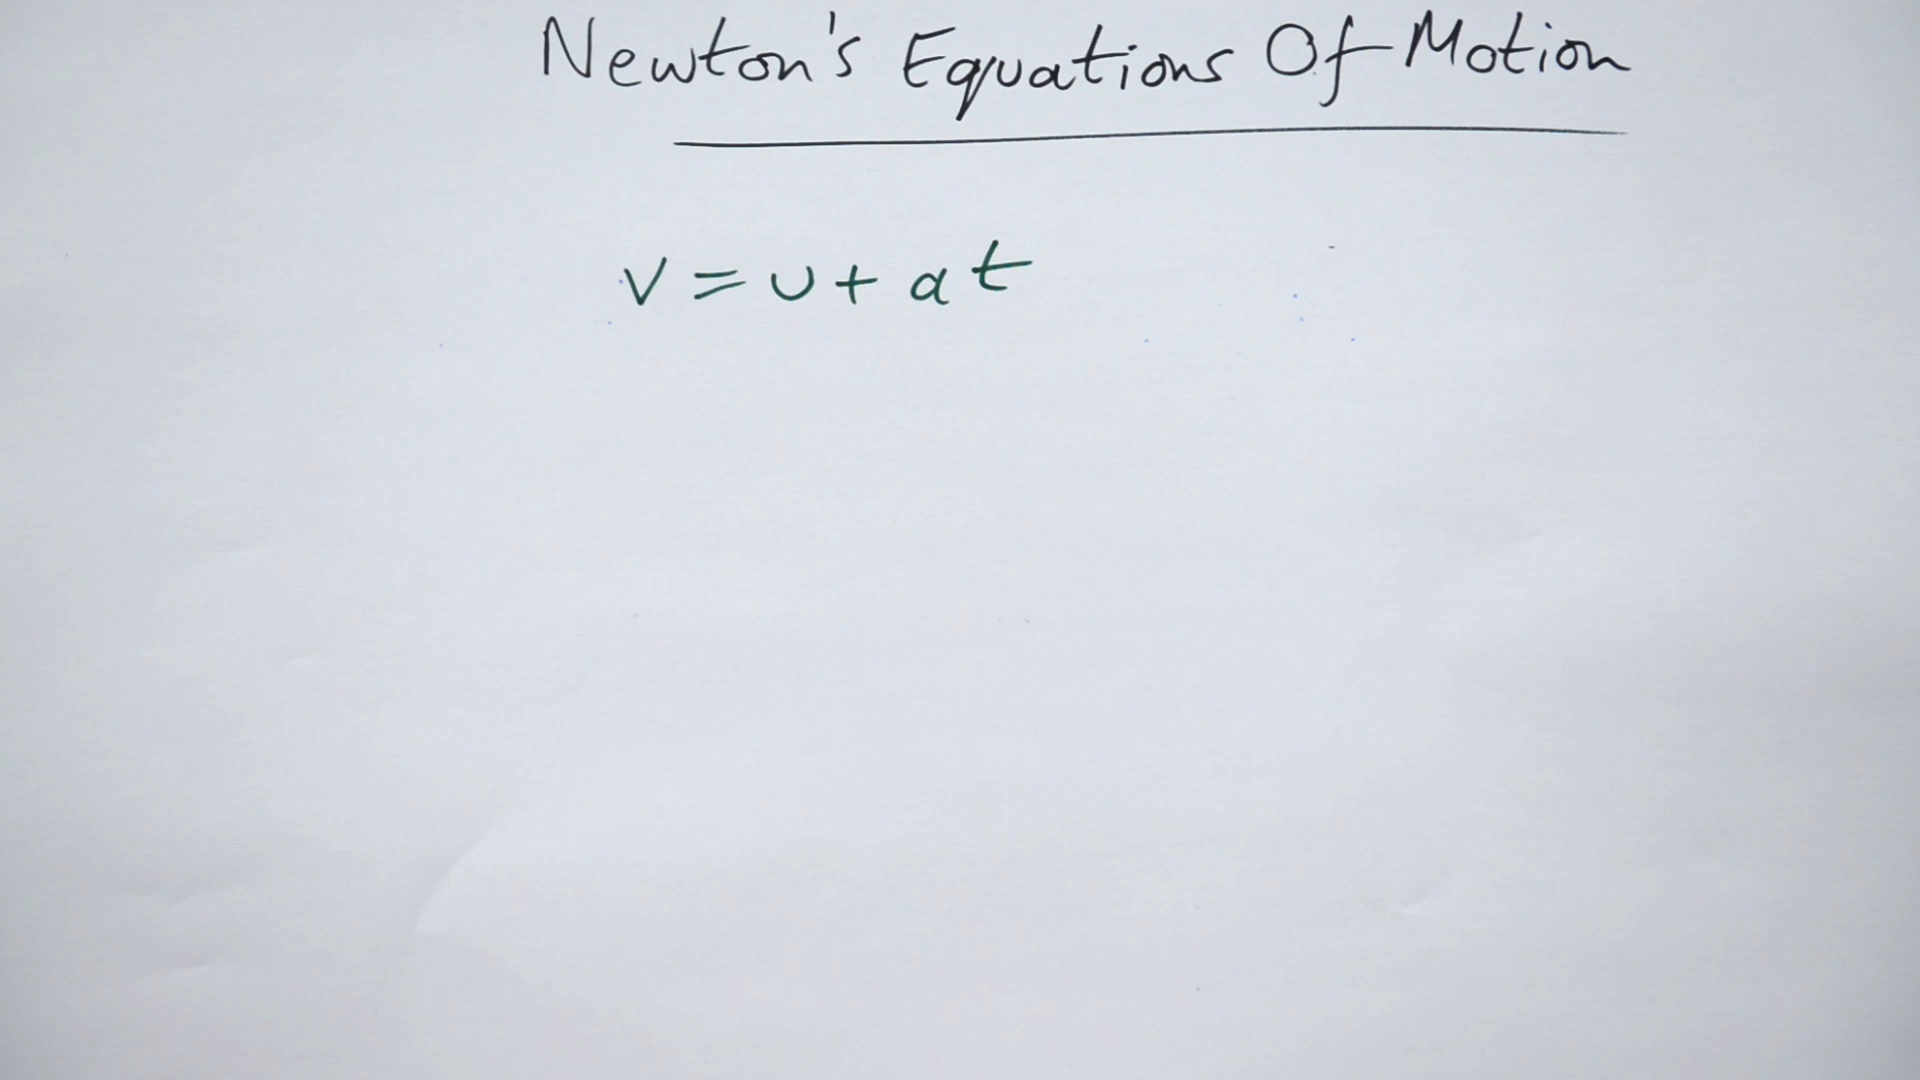 Newton's Equations Of Motion
v = u + at